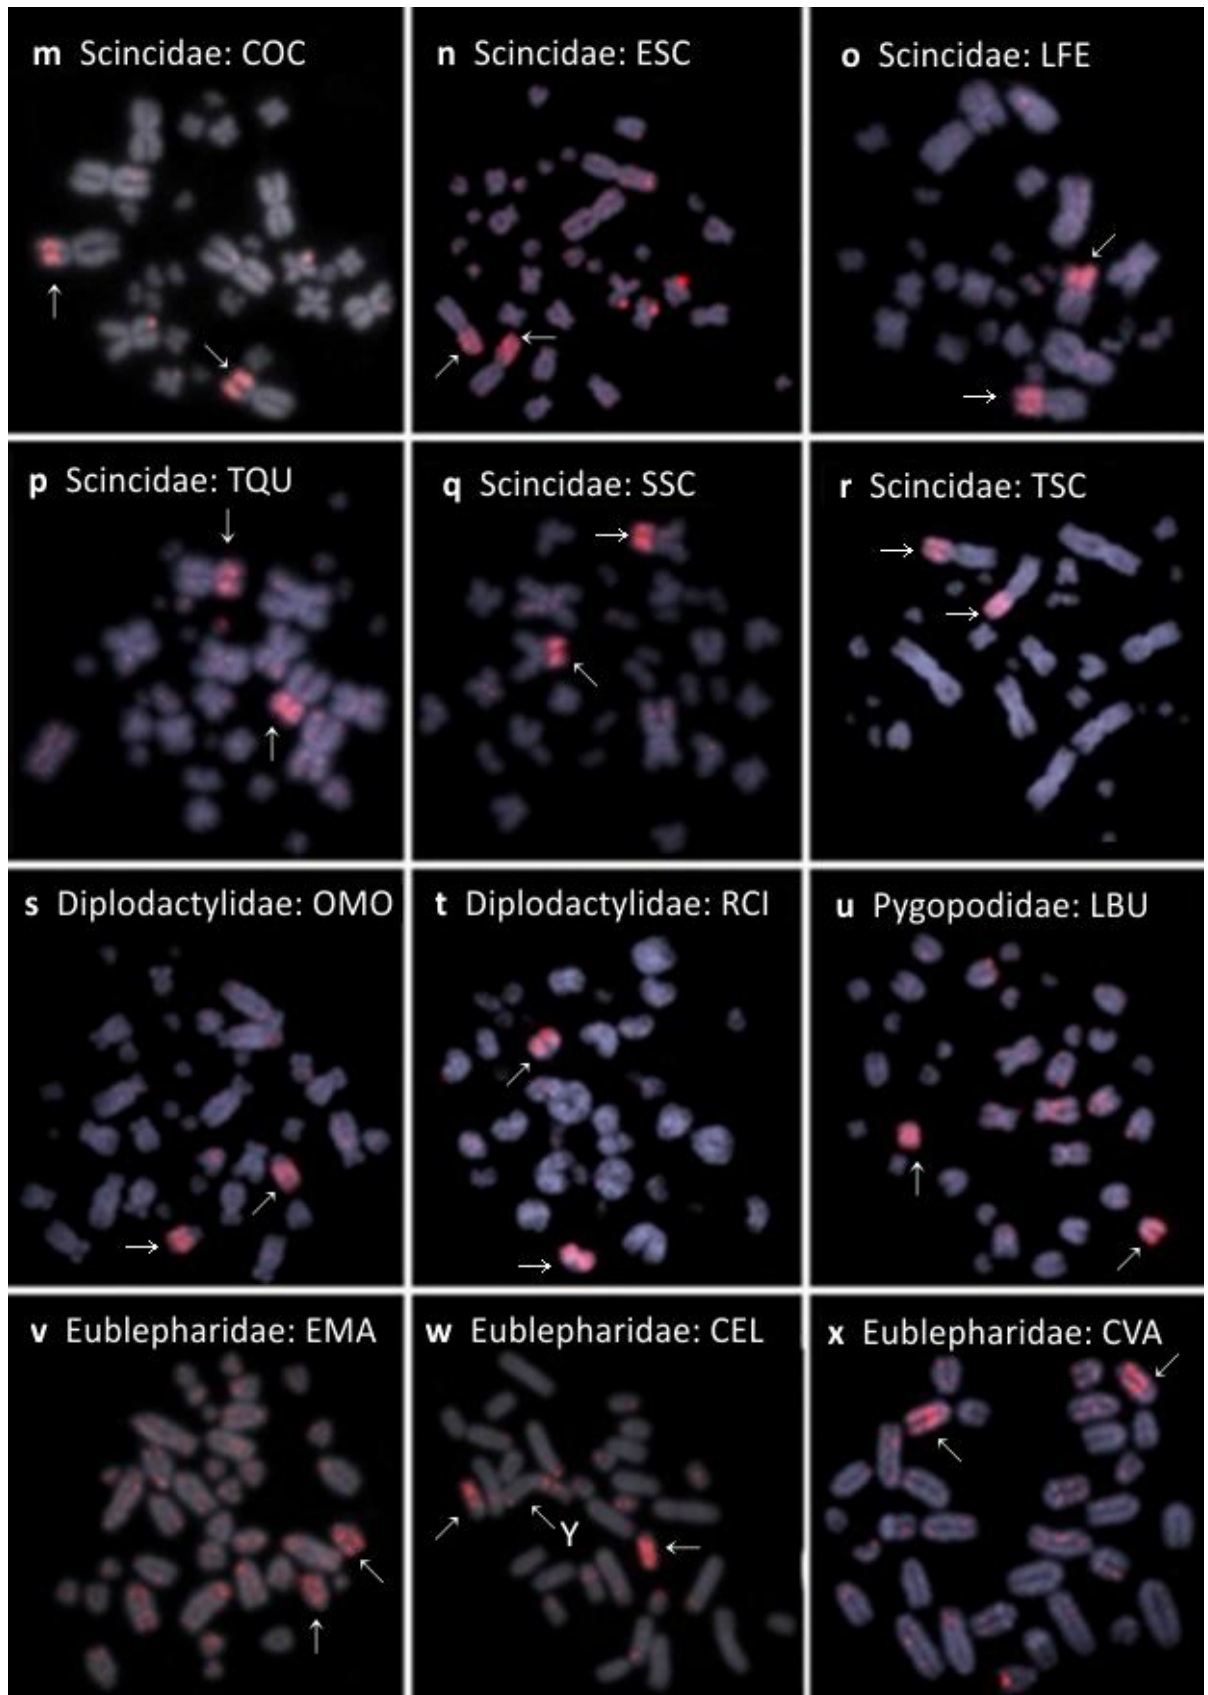 m Scincidae: COC
n Scincidae: ESC
o Scincidae: LFE
p Scincidae: TQU
q Scincidae: SSC
r Scincidae: TSC
s Diplodactylidae: OMO
t Diplodactylidae: RCI
u Pygopodidae: LBU
v Eublepharidae: EMA
w Eublepharidae: CEL
x Eublepharidae: CVA
Y